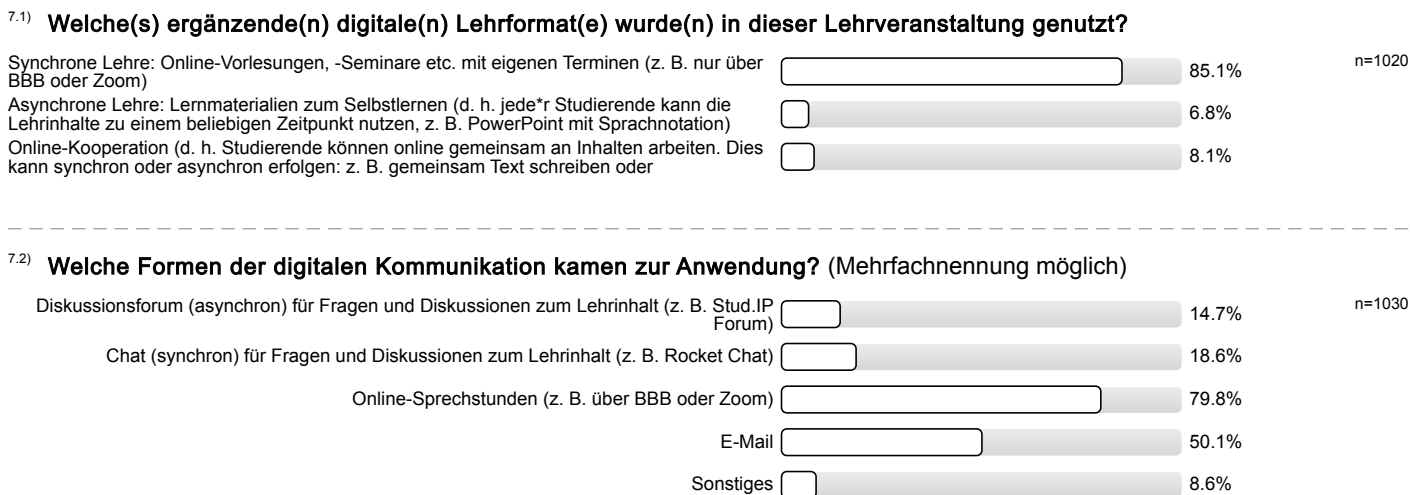 7.1) Welche(s) ergänzende(n) digitale(n) Lehrformat(e) wurde(n) in dieser Lehrveranstaltung genutzt?
Synchrone Lehre: Online-Vorlesungen, -Seminare etc. mit eigenen Terminen (z. B. nur über
BBB oder Zoom)
85.1%
n=1020
Asynchrone Lehre: Lernmaterialien zum Selbstlernen (d. h. jede*r Studierende kann die
Lehrinhalte zu einem beliebigen Zeitpunkt nutzen, z. B. PowerPoint mit Sprachnotation)
6.8%
Online-Kooperation (d. h. Studierende können online gemeinsam an Inhalten arbeiten. Dies
kann synchron oder asynchron erfolgen: z. B. gemeinsam Text schreiben oder
8.1%
7.2) Welche Formen der digitalen Kommunikation kamen zur Anwendung? (Mehrfachnennung möglich)
Diskussionsforum (asynchron) für Fragen und Diskussionen zum Lehrinhalt (z. B. Stud.IP
Forum)
14.7%
n=1030
Chat (synchron) für Fragen und Diskussionen zum Lehrinhalt (z. B. Rocket Chat) 18.6%
Online-Sprechstunden (z. B. über BBB oder Zoom) 79.8%
E-Mail 50.1%
Sonstiges 8.6%